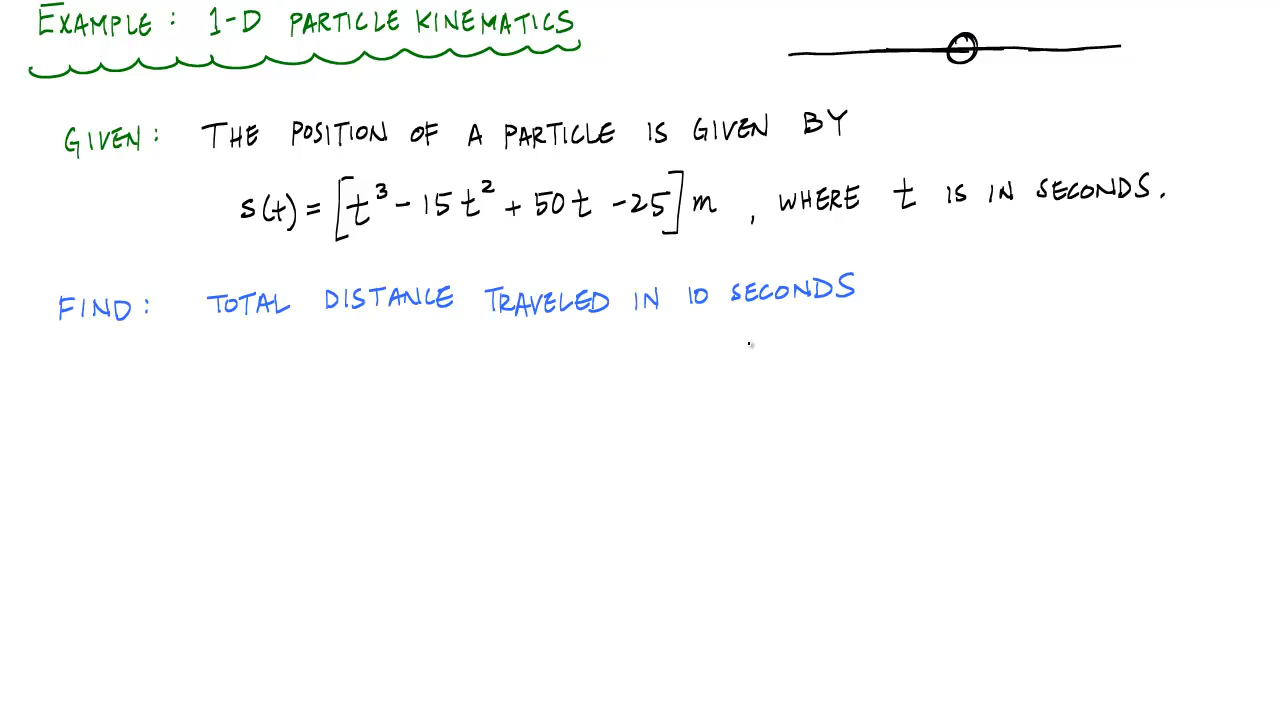 EXAMPLE: 1-D PARTICLE KINEMATICS
GIVEN: THE POSITION OF A PARTICLE IS GIVEN BY
s(t) = [t³ - 15t² + 50t - 25] m, WHERE t IS IN SECONDS.
FIND: TOTAL DISTANCE TRAVELED IN 10 SECONDS